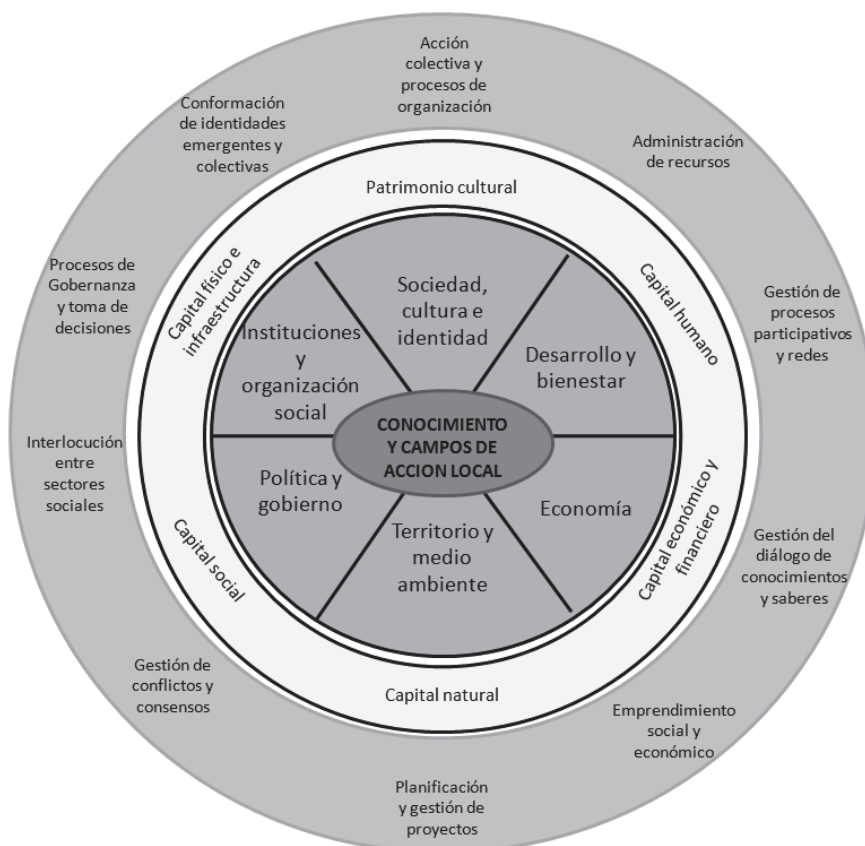 Acción
colectiva y
procesos de
organización
Administración
de recursos
Gestión de
procesos
participativos
y redes
Gestión del
diálogo de
conocimientos
y saberes
Emprendimiento
social y
económico
Planificación
y gestión de
proyectos
Gestión de
conflictos y
consensos
Interlocución
entre
sectores
sociales
Procesos de
Gobernanza
y toma de
decisiones
Conformación
de identidades
emergentes y
colectivas
Patrimonio cultural
Capital humano
Capital económico y
financiero
Capital natural
Capital social
Capital físico e
infraestructura
Sociedad,
cultura e
identidad
Desarrollo y
bienestar
Economía
Territorio y
medio
ambiente
Política y
gobierno
Instituciones
y
organización
social
CONOCIMIENTO
Y CAMPOS DE
ACCION LOCAL